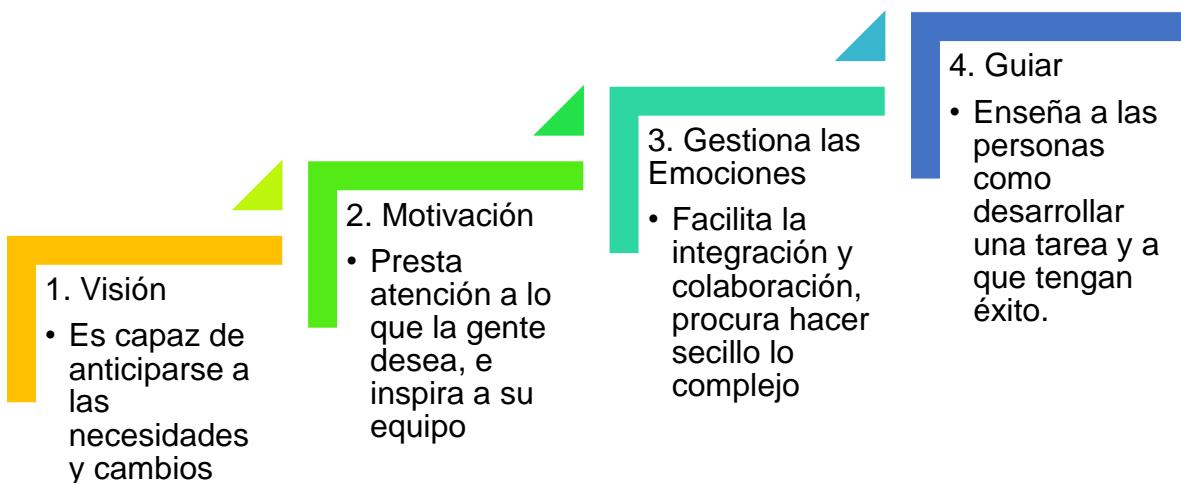 1. Visión
• Es capaz de
anticiparse a
las
necesidades
y cambios
2. Motivación
• Presta
atención a lo
que la gente
desea, e
inspira a su
equipo
3. Gestiona las
Emociones
• Facilita la
integración y
colaboración,
procura hacer
secillo lo
complejo
4. Guiar
• Enseña a las
personas
como
desarrollar
una tarea y a
que tengan
éxito.